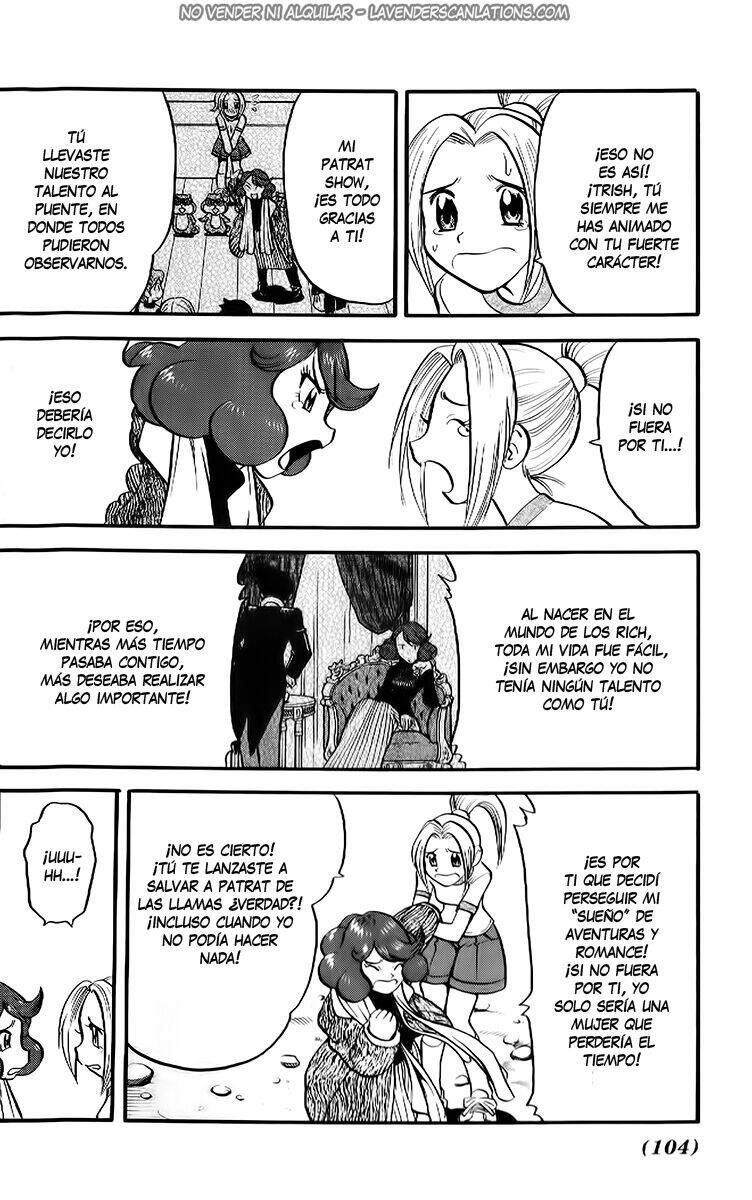 NO VENDER NI ALQUILAR - LAVENDERSCANLATIONS.COM
¡ESO NO
ES ASÍ!
¡TRISH, TÚ
SIEMPRE ME
HAS ANIMADO
CON TU FUERTE
CARÁCTER!
MI
PATRAT
SHOW,
¡ES TODO
GRACIAS
A TI!
TÚ
LLEVASTE
NUESTRO
TALENTO AL
PUENTE, EN
DONDE TODOS
PUDIERON
OBSERVARNOS.
¡SI NO
FUERA
POR TI...!
¡ESO
DEBERÍA
DECIRLO
YO!
AL NACER EN EL
MUNDO DE LOS RICH,
TODA MI VIDA FUE FÁCIL,
¡SIN EMBARGO YO NO
TENÍA NINGÚN TALENTO
COMO TÚ!
¡POR ESO,
MIENTRAS MÁS TIEMPO
PASABA CONTIGO,
MÁS DESEABA REALIZAR
ALGO IMPORTANTE!
¡ES POR
TI QUE DECIDÍ
PERSEGUIR MI
"SUEÑO" DE
AVENTURAS Y
ROMANCE!
¡SI NO FUERA
POR TI, YO
SOLO SERÍA UNA
MUJER QUE
PERDERÍA EL
TIEMPO!
¡NO ES CIERTO!
¡TÚ TE LANZASTE A
SALVAR A PATRAT DE
LAS LLAMAS ¿VERDAD?!
¡INCLUSO CUANDO YO
NO PODÍA HACER
NADA!
¡UUU-
HH...!
(104)